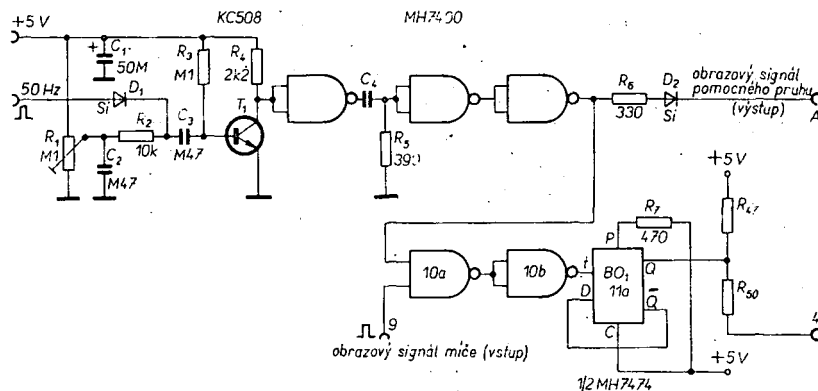 KC508
MH7400
+5 V
C₁
50M
R₃
M1
R₄
2k2
50 Hz
D₁
Si
T₁
C₄
R₆
330
D₂
Si
obrazový signál
pomocného pruhu
(výstup)
A
R₁
M1
R₂
10k
C₃
M47
C₂
M47
R₅
390
+5 V
R₄₇
R₇
470
P
10a
10b
t
D
BO₁
11a
Q
Q̅
C
R₅₀
9
4
obrazový signál míče (vstup)
+5 V
1/2 MH7474